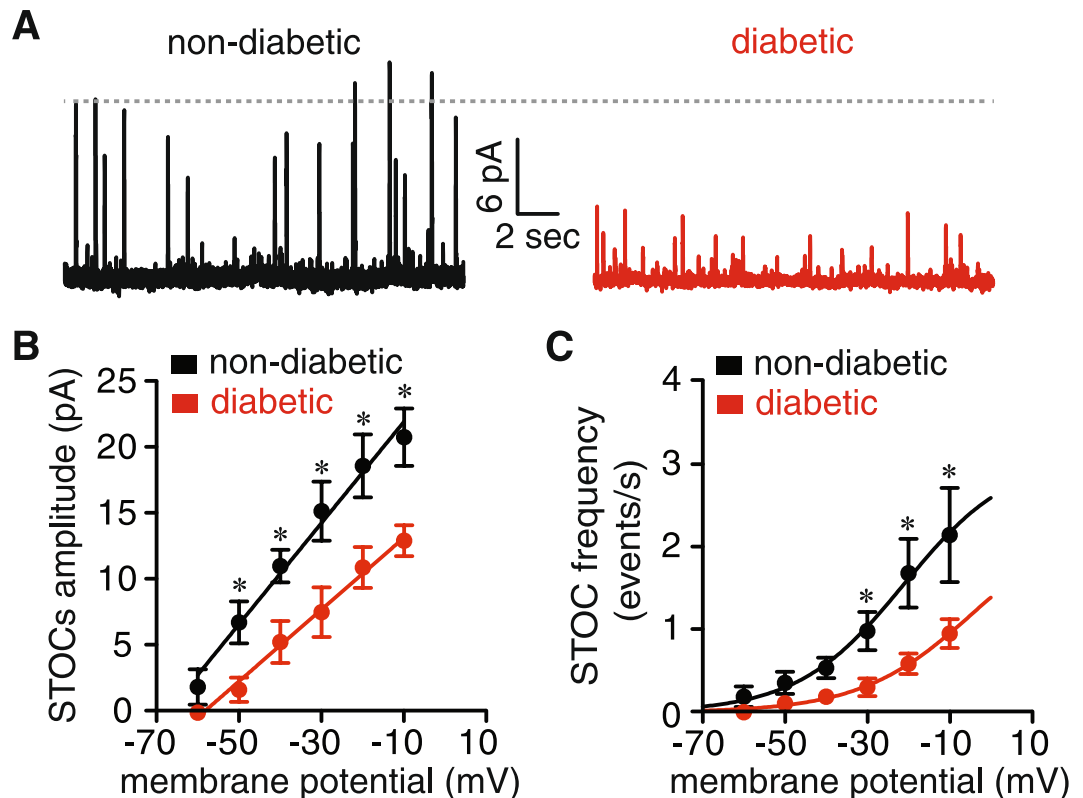 A
non-diabetic
diabetic
6 pA
2 sec
B
non-diabetic
diabetic
STOCs amplitude (pA)
25
20
15
10
5
0
* * * * *
-70 -50 -30 -10 10
membrane potential (mV)
C
non-diabetic
diabetic
STOC frequency
(events/s)
4
3
2
1
0
* * *
-70 -50 -30 -10 10
membrane potential (mV)